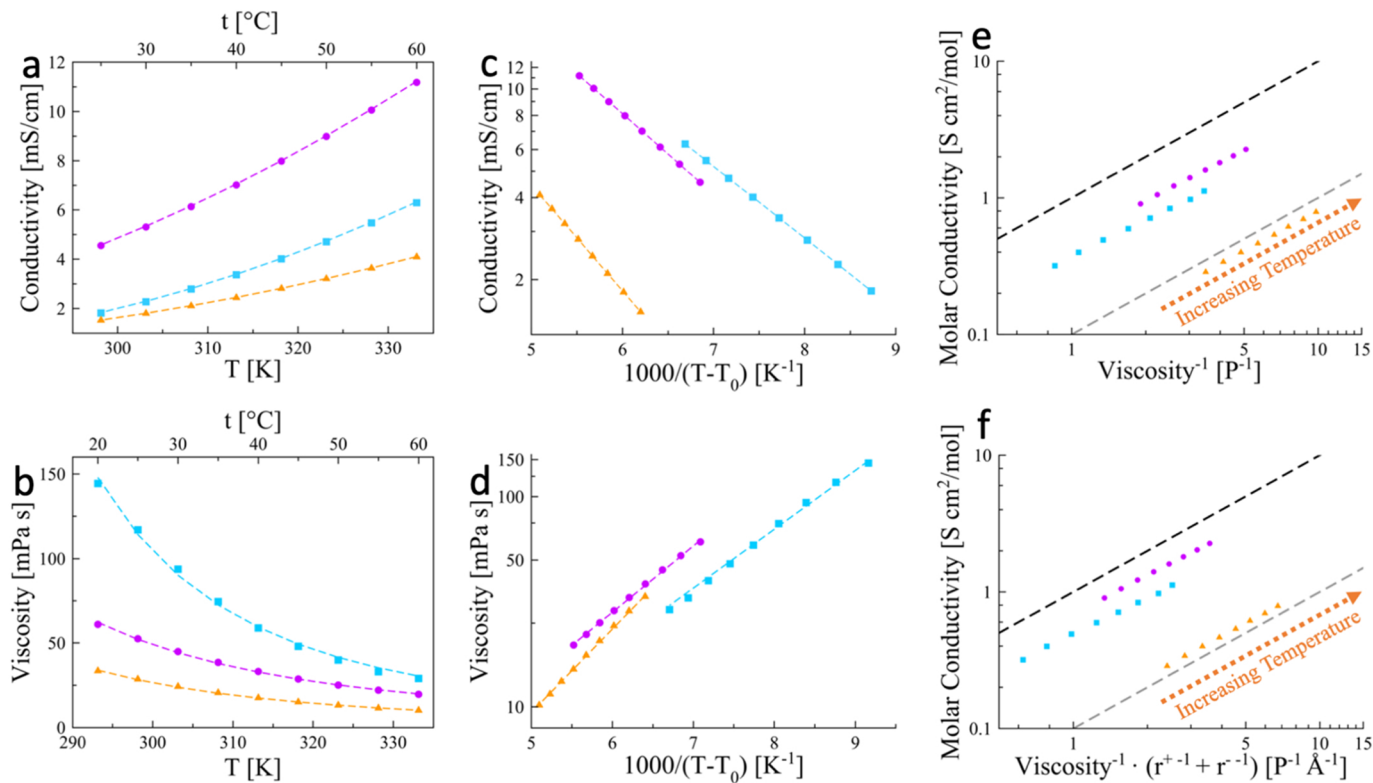 a
t [°C]
30
40
50
60
Conductivity [mS/cm]
12
10
8
6
4
2
300
310
320
330
T [K]
c
Conductivity [mS/cm]
12
10
8
6
4
2
5
6
7
8
9
1000/(T-T₀) [K⁻¹]
e
Molar Conductivity [S cm²/mol]
10
1
0.1
Increasing Temperature
1
5
10
15
Viscosity⁻¹ [P⁻¹]
b
t [°C]
20
30
40
50
60
Viscosity [mPa s]
150
100
50
0
290
300
310
320
330
T [K]
d
Viscosity [mPa s]
150
100
50
10
5
6
7
8
9
1000/(T-T₀) [K⁻¹]
f
Molar Conductivity [S cm²/mol]
10
1
0.1
Increasing Temperature
1
5
10
15
Viscosity⁻¹ · (r⁺ ⁻¹ + r⁻ ⁻¹) [P⁻¹ Å⁻¹]